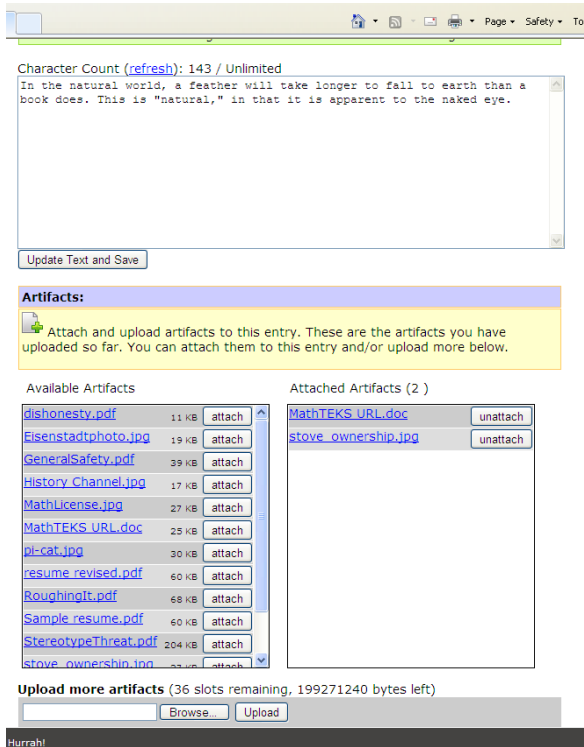 Page Safety To
Character Count (refresh): 143 / Unlimited
In the natural world, a feather will take longer to fall to earth than a
book does. This is "natural," in that it is apparent to the naked eye.
Update Text and Save
Artifacts:
Attach and upload artifacts to this entry. These are the artifacts you have
uploaded so far. You can attach them to this entry and/or upload more below.
Available Artifacts
dishonesty.pdf 11 KB attach
Eisenstadtphoto.jpg 19 KB attach
GeneralSafety.pdf 39 KB attach
History Channel.jpg 17 KB attach
MathLicense.jpg 27 KB attach
MathTEKS URL.doc 25 KB attach
pi-cat.jpg 30 KB attach
resume revised.pdf 60 KB attach
RoughingIt.pdf 68 KB attach
Sample resume.pdf 60 KB attach
StereotypeThreat.pdf 204 KB attach
stove_ownership.jpg KB attach
Attached Artifacts (2 )
MathTEKS URL.doc unattach
stove_ownership.jpg unattach
Upload more artifacts (36 slots remaining, 199271240 bytes left)
Browse... Upload
Hurrah!